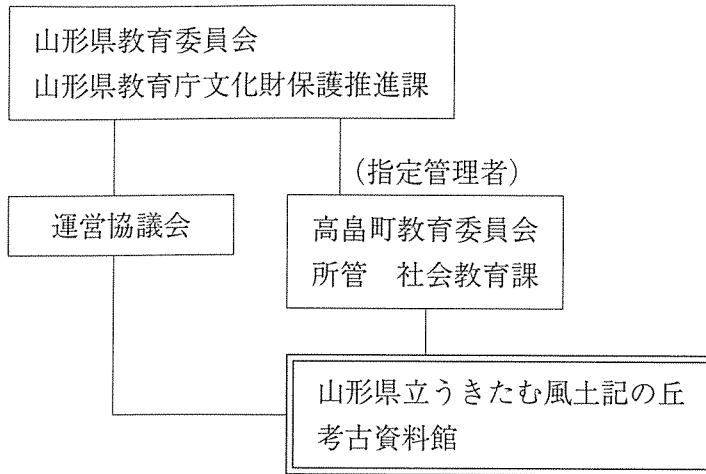 山形県教育委員会
山形県教育庁文化財保護推進課
(指定管理者)
運営協議会
高畠町教育委員会
所管　社会教育課
山形県立うきたむ風土記の丘
考古資料館